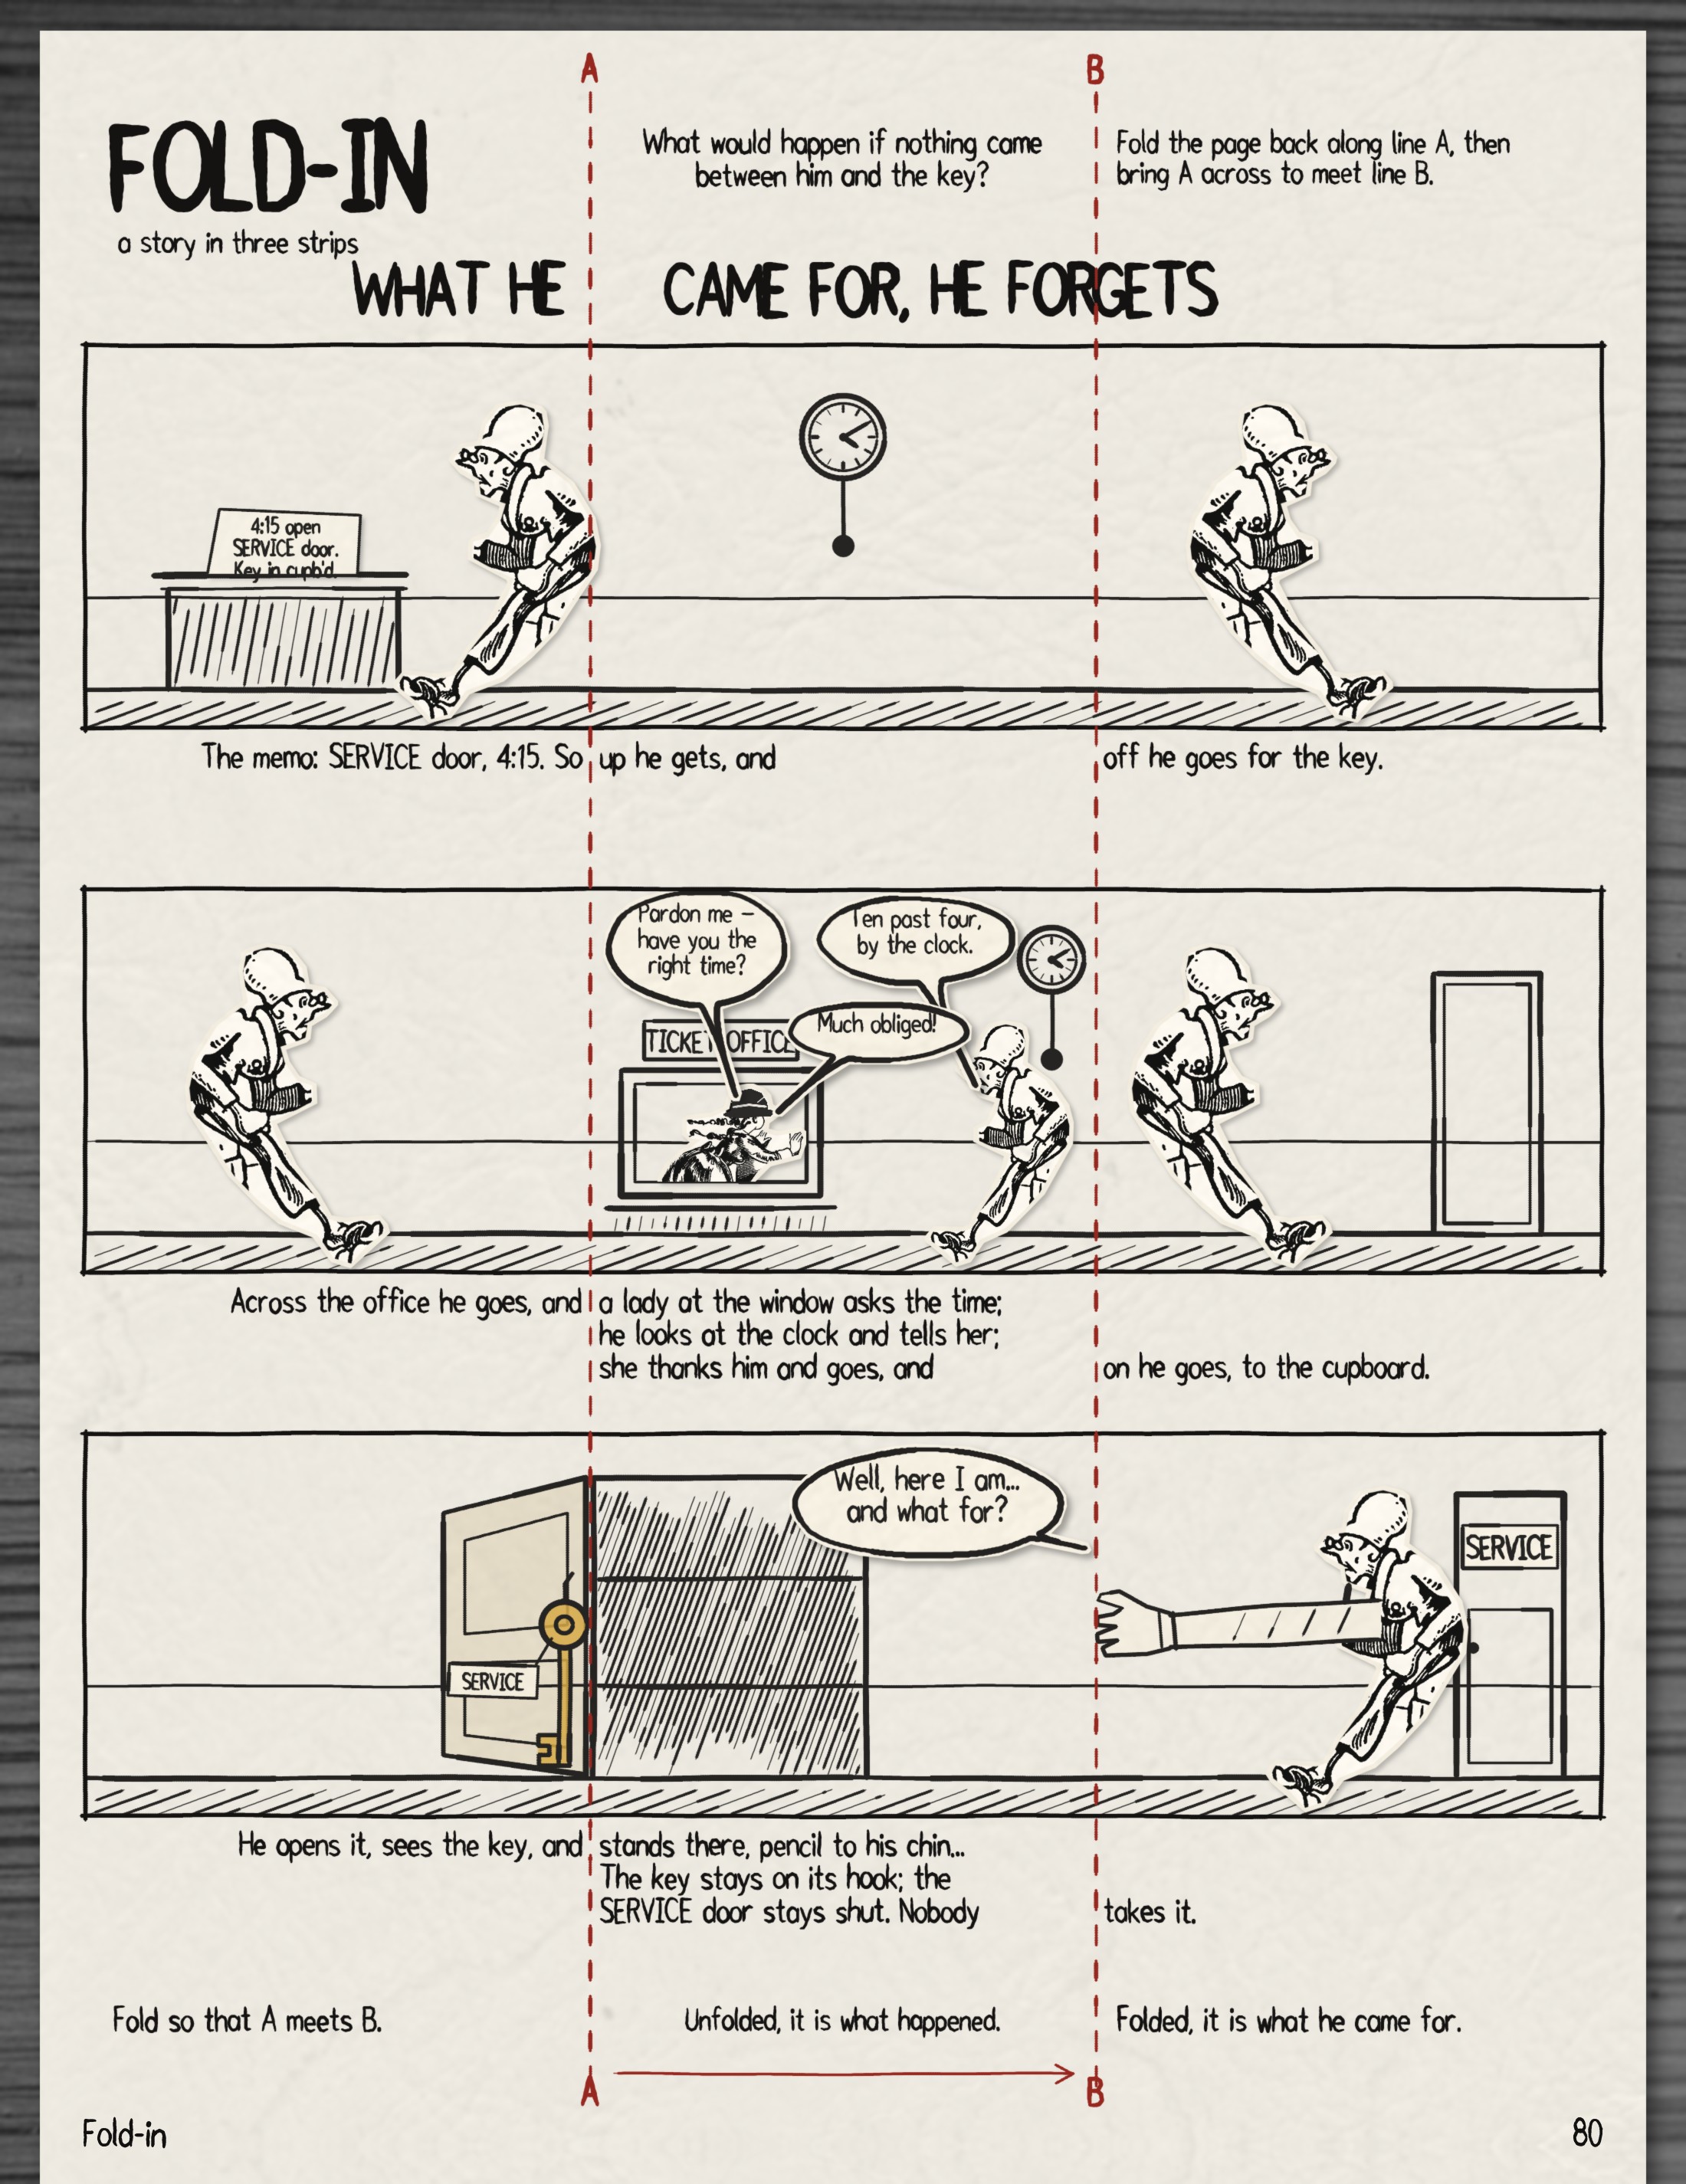 A
B
FOLD-IN
a story in three strips
What would happen if nothing came
between him and the key?
Fold the page back along line A, then
bring A across to meet line B.
WHAT HE CAME FOR, HE FORGETS
4:15 open
SERVICE door.
Key in cupb'd.
The memo: SERVICE door, 4:15. So up he gets, and off he goes for the key.
Pardon me –
have you the
right time?
Ten past four,
by the clock.
Much obliged!
TICKET OFFICE
Across the office he goes, and a lady at the window asks the time;
he looks at the clock and tells her;
she thanks him and goes, and on he goes, to the cupboard.
Well, here I am...
and what for?
SERVICE
SERVICE
He opens it, sees the key, and stands there, pencil to his chin...
The key stays on its hook; the
SERVICE door stays shut. Nobody takes it.
Fold so that A meets B.
Unfolded, it is what happened.
Folded, it is what he came for.
A
B
Fold-in
80